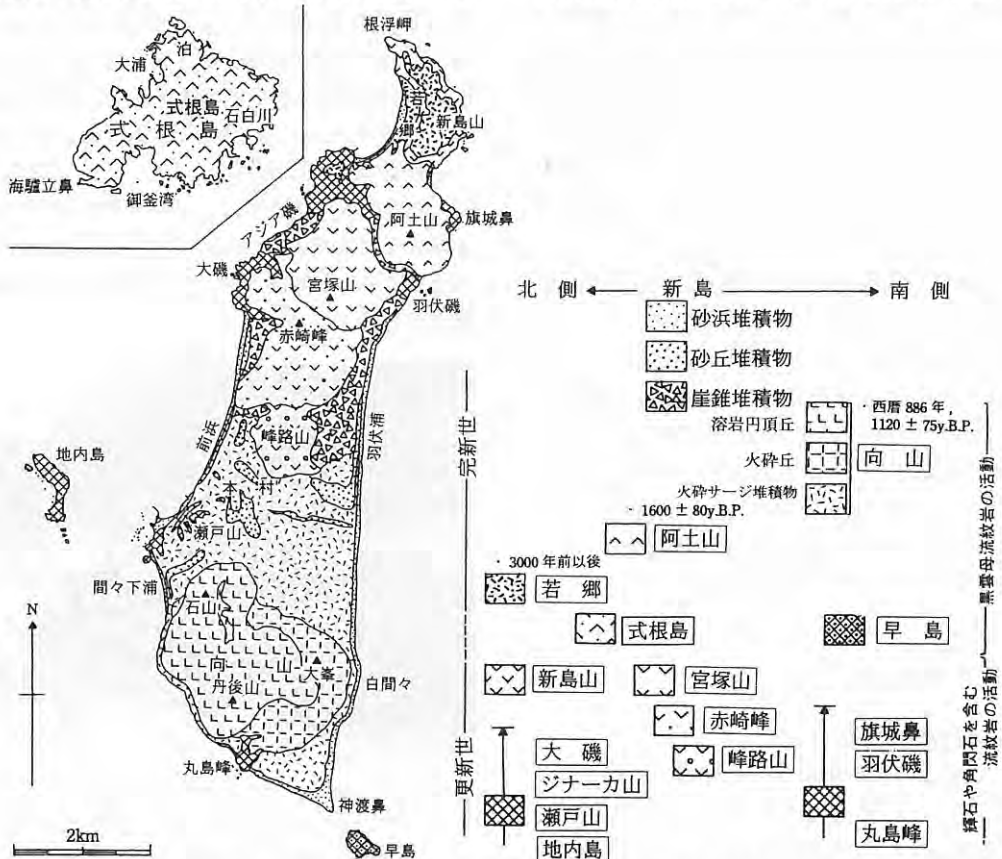 根浮岬
泊
大浦
式根島
石白川
式根島
海驢立鼻
御釜湾
若郷
新島山
アジア磯
阿土山
旗城鼻
大磯
宮塚山
羽伏磯
赤崎峰
峰路山
前浜
羽伏浦
地内島
本村
瀬戸山
間々下浦
石山
向山
大峯
丹後山
白間々
丸島峰
神渡鼻
早島
N
2km
北側 新島 南側
砂浜堆積物
砂丘堆積物
崖錐堆積物
溶岩円頂丘
・西暦 886 年,
1120 ± 75y.B.P.
火砕丘
向山
火砕サージ堆積物
・1600 ± 80y.B.P.
阿土山
・3000 年前以後
若郷
式根島
早島
新島山
宮塚山
赤崎峰
峰路山
大磯
ジナーカ山
瀬戸山
地内島
旗城鼻
羽伏磯
丸島峰
完新世
更新世
黒雲母流紋岩の活動
輝石や角閃石を含む
流紋岩の活動